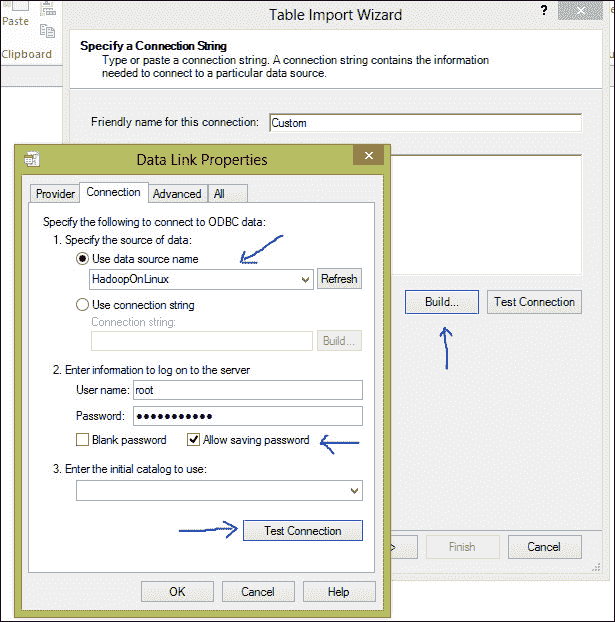 Paste
Clipboard
Table Import Wizard
?
Specify a Connection String
Type or paste a connection string. A connection string contains the information
needed to connect to a particular data source.
Friendly name for this connection: Custom
Build... Test Connection
> Finish Cancel
Data Link Properties
Provider Connection Advanced All
Specify the following to connect to ODBC data:
1. Specify the source of data:
Use data source name
HadoopOnLinux Refresh
Use connection string
Connection string:
Build...
2. Enter information to log on to the server
User name: root
Password: ●●●●●●●●●●●
Blank password Allow saving password
3. Enter the initial catalog to use:
Test Connection
OK Cancel Help